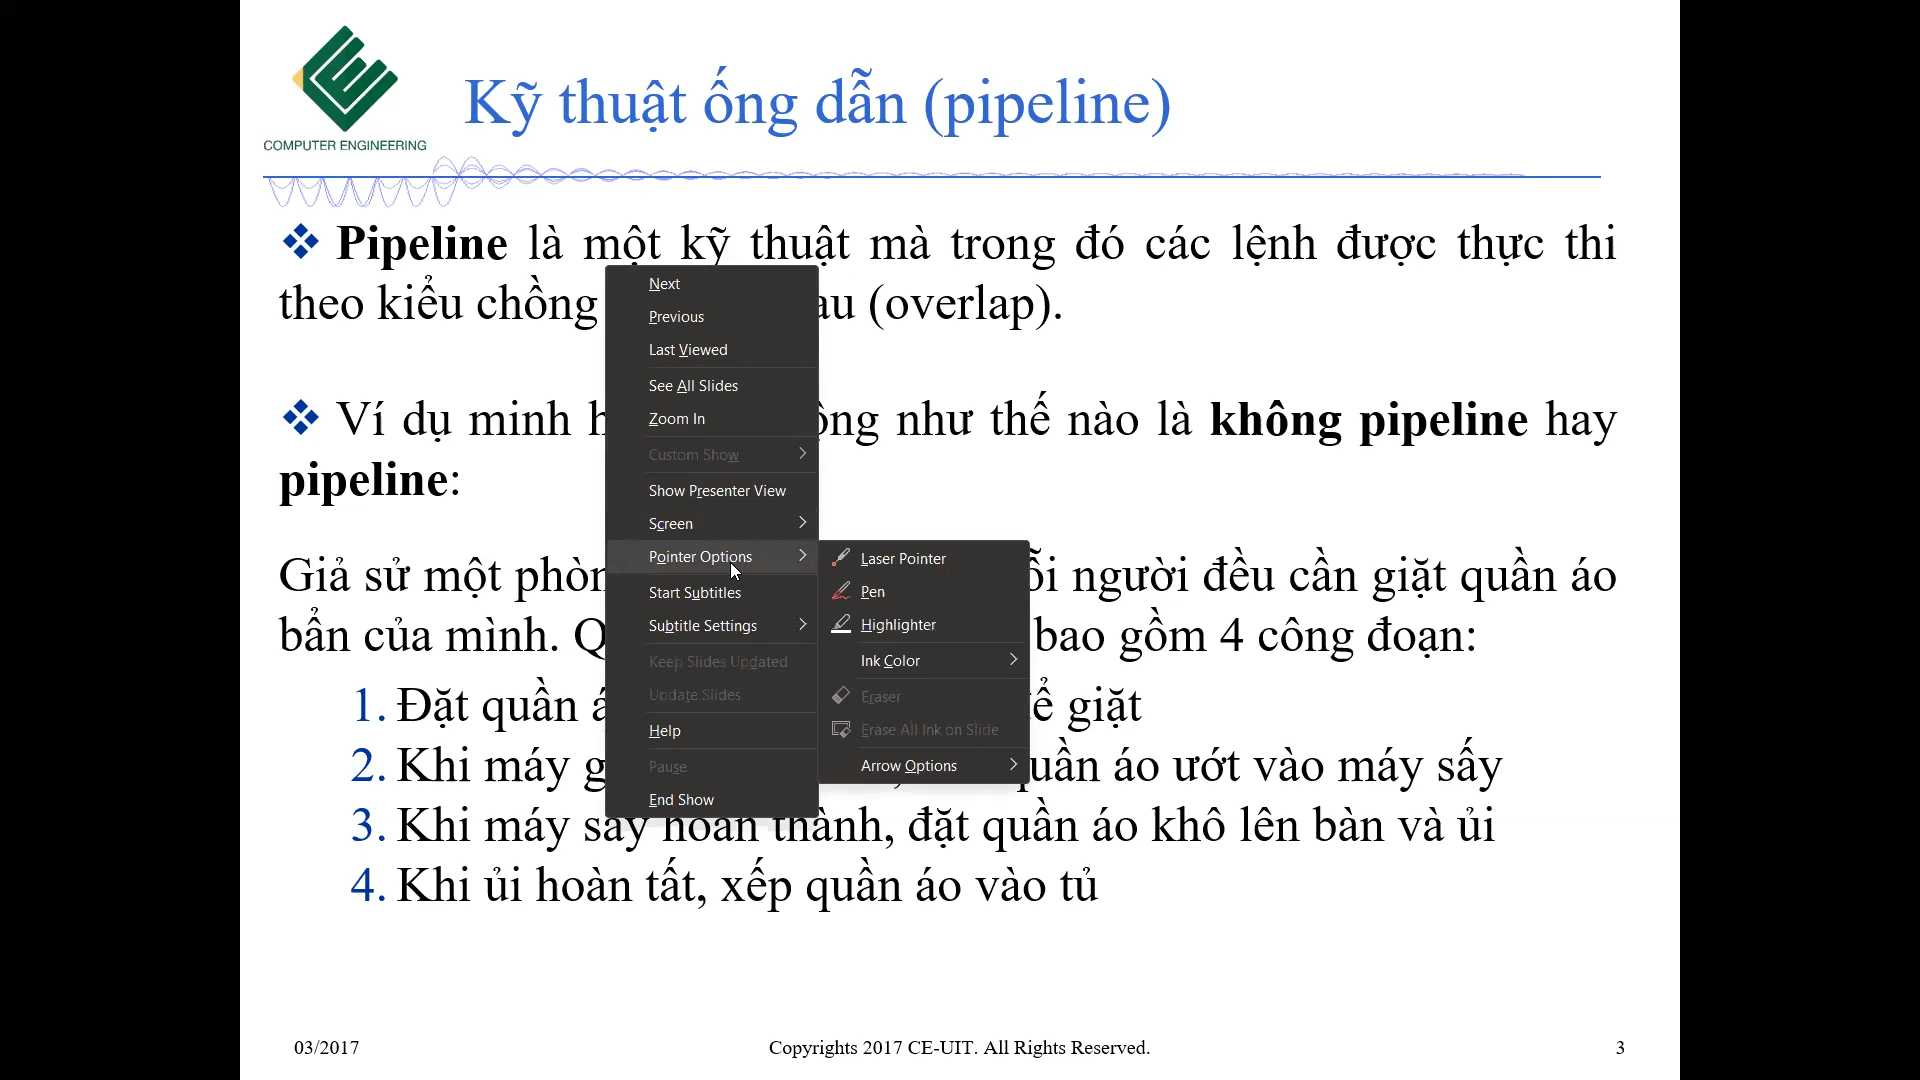 COMPUTER ENGINEERING
Kỹ thuật ống dẫn (pipeline)
❖ Pipeline là một kỹ thuật mà trong đó các lệnh được thực thi
theo kiểu chồng au (overlap).
❖ Ví dụ minh h ộng như thế nào là không pipeline hay
pipeline:
Giả sử một phòn ỗi người đều cần giặt quần áo
bẩn của mình. Q bao gồm 4 công đoạn:
1. Đặt quần á ể giặt
2. Khi máy g uần áo ướt vào máy sấy
3. Khi máy sấy hoàn thành, đặt quần áo khô lên bàn và ủi
4. Khi ủi hoàn tất, xếp quần áo vào tủ
Next
Previous
Last Viewed
See All Slides
Zoom In
Custom Show
Show Presenter View
Screen
Pointer Options
Start Subtitles
Subtitle Settings
Keep Slides Updated
Update Slides
Help
Pause
End Show
Laser Pointer
Pen
Highlighter
Ink Color
Eraser
Erase All Ink on Slide
Arrow Options
03/2017
Copyrights 2017 CE-UIT. All Rights Reserved.
3